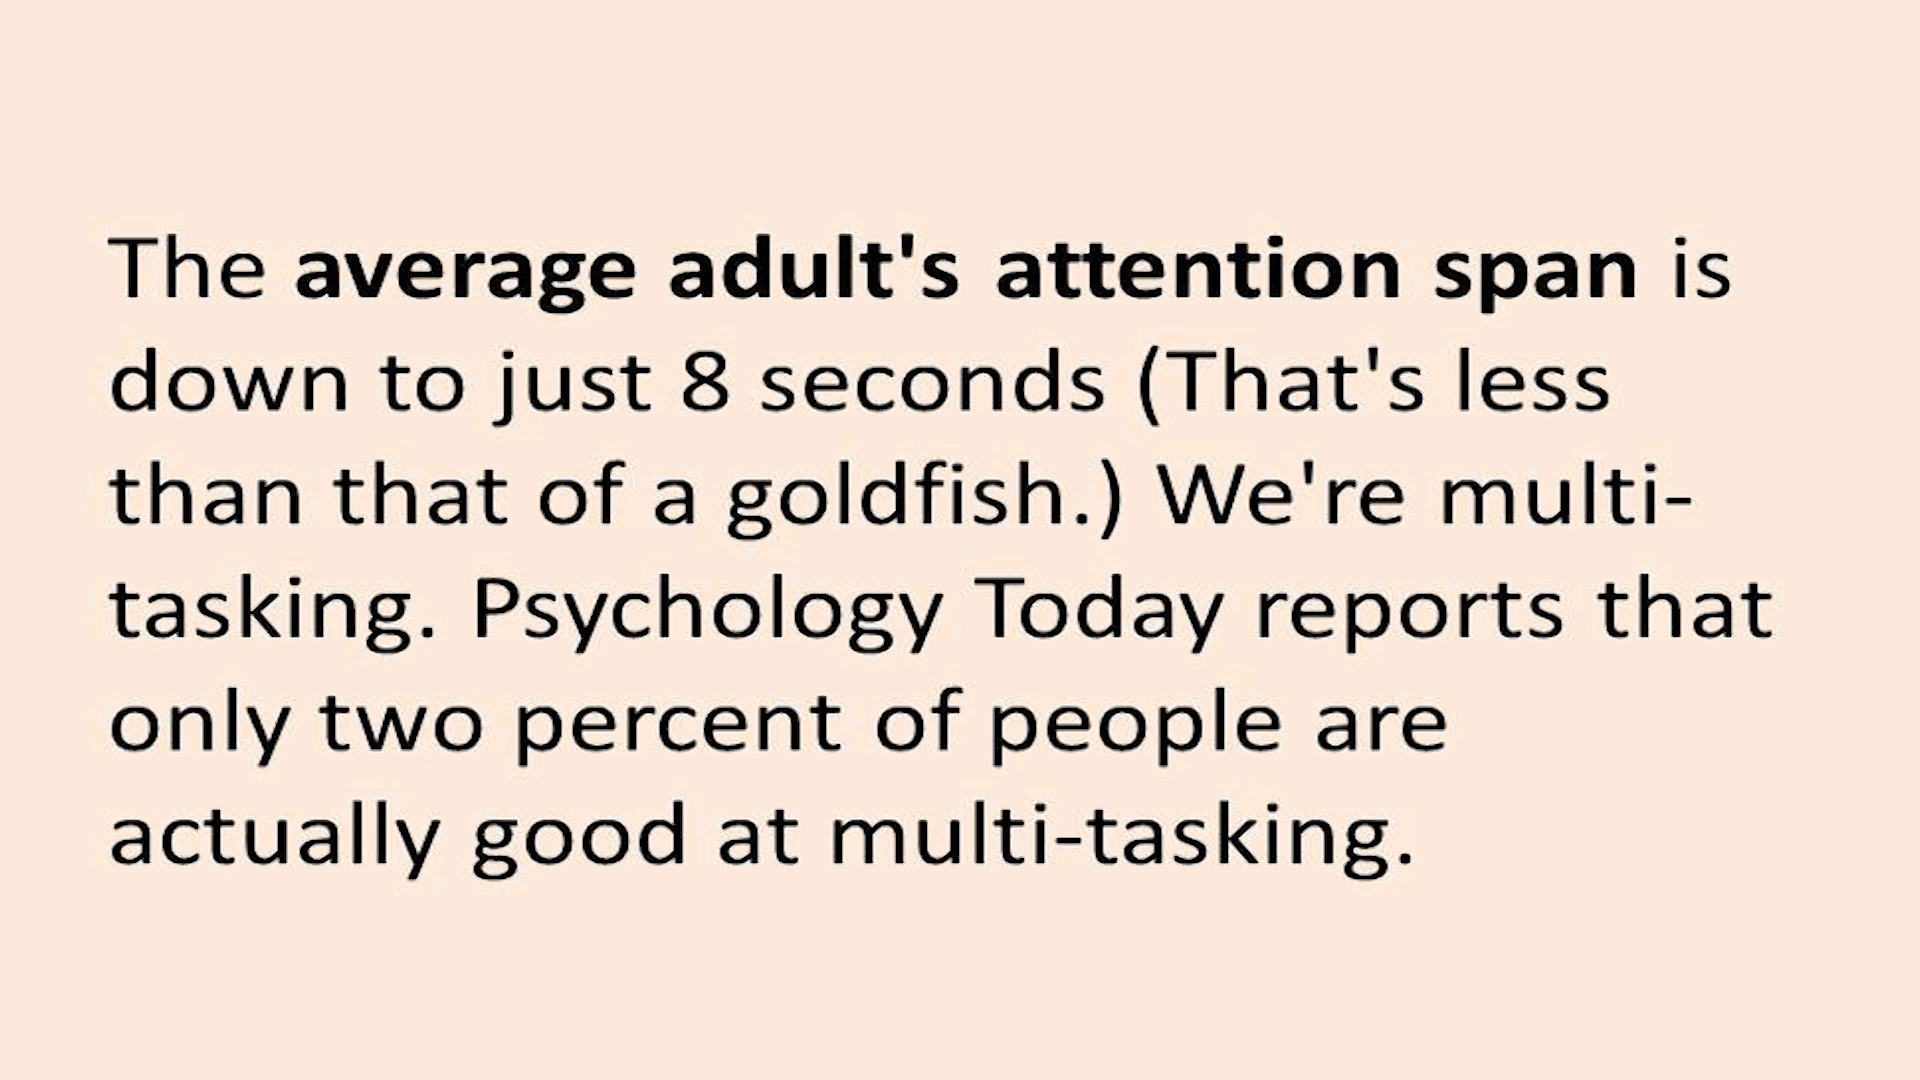 The average adult's attention span is
down to just 8 seconds (That's less
than that of a goldfish.) We're multi-
tasking. Psychology Today reports that
only two percent of people are
actually good at multi-tasking.